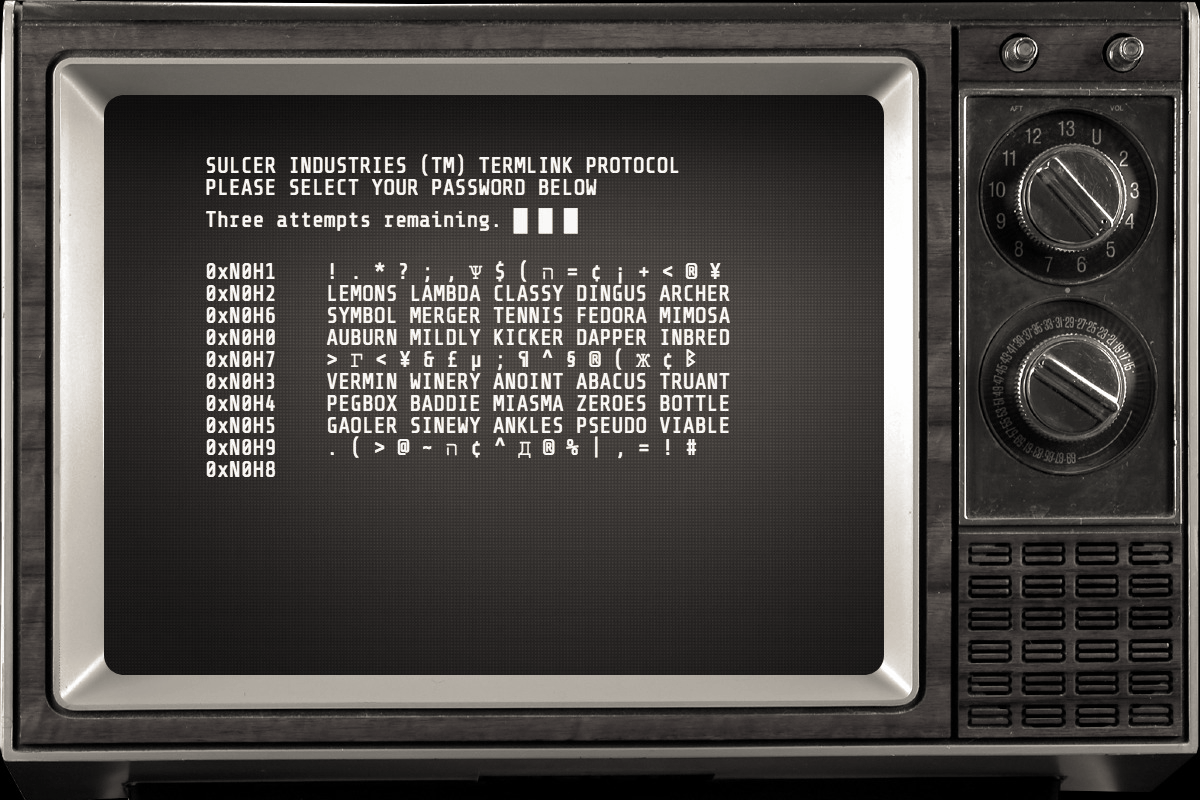 SULCER INDUSTRIES (TM) TERMLINK PROTOCOL
PLEASE SELECT YOUR PASSWORD BELOW
Three attempts remaining. █ █ █
0xN0H1 ! . * ? ; , Ψ $ ( ה = ¢ ¡ + < ® ¥
0xN0H2 LEMONS LAMBDA CLASSY DINGUS ARCHER
0xN0H6 SYMBOL MERGER TENNIS FEDORA MIMOSA
0xN0H0 AUBURN MILDLY KICKER DAPPER INBRED
0xN0H7 > Г < ¥ & £ µ ; ¶ ^ § ® ( Ж ¢ ᛒ
0xN0H3 VERMIN WINERY ANOINT ABACUS TRUANT
0xN0H4 PEGBOX BADDIE MIASMA ZEROES BOTTLE
0xN0H5 GAOLER SINEWY ANKLES PSEUDO VIABLE
0xN0H9 . ( > @ ~ ה ¢ ^ Д ® % | , = ! #
0xN0H8
AFT VOL
U 2 3 4 5 6 7 8 9 10 11 12 13